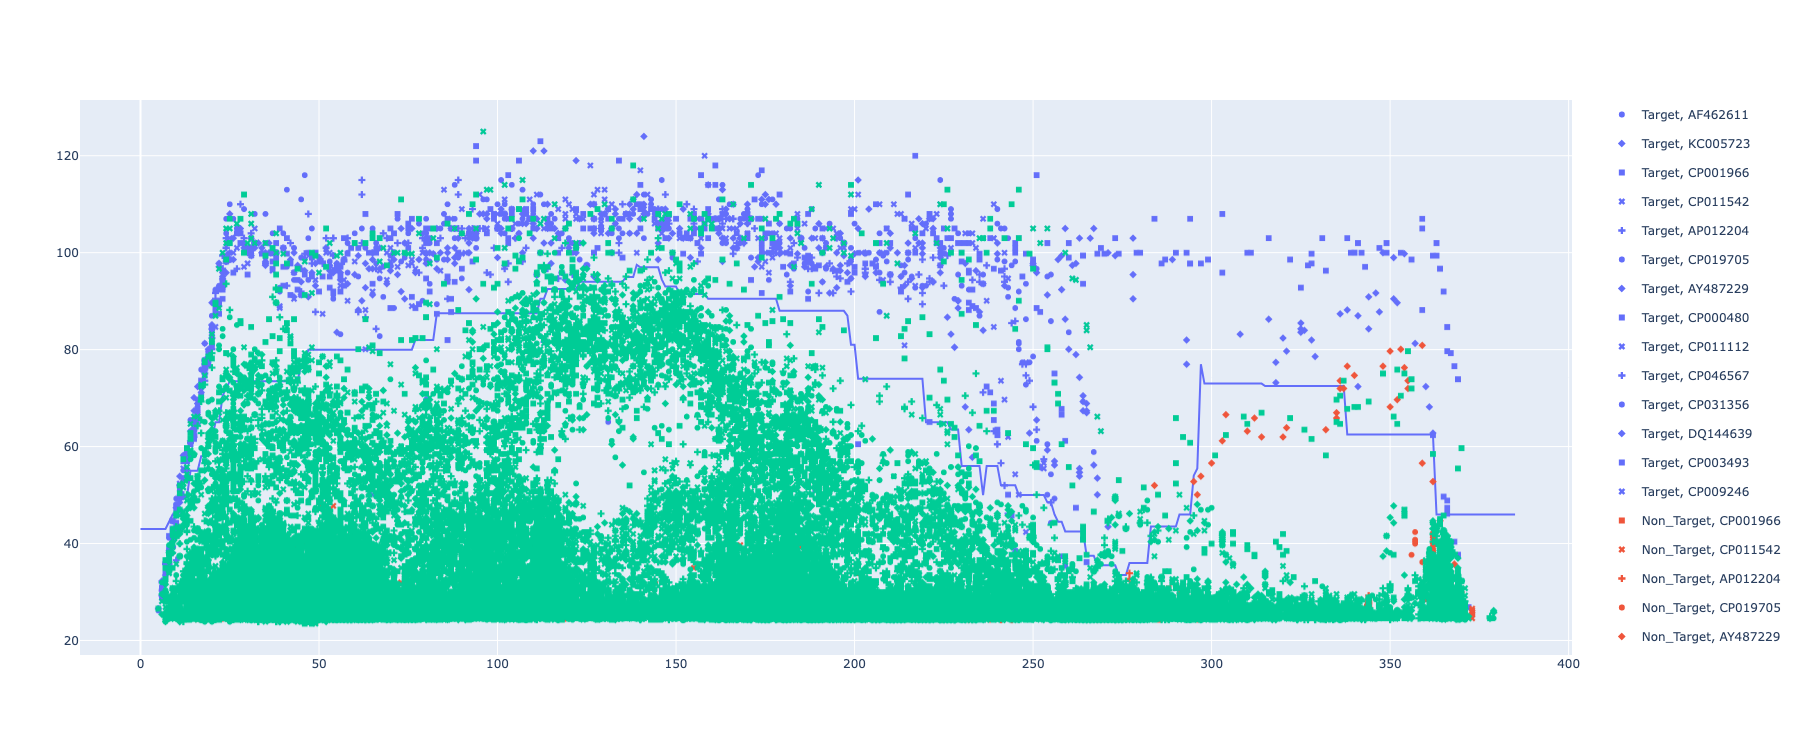 120
100
80
60
40
20
0 50 100 150 200 250 300 350 400
Target, AF462611
Target, KC005723
Target, CP001966
Target, CP011542
Target, AP012204
Target, CP019705
Target, AY487229
Target, CP000480
Target, CP011112
Target, CP046567
Target, CP031356
Target, DQ144639
Target, CP003493
Target, CP009246
Non_Target, CP001966
Non_Target, CP011542
Non_Target, AP012204
Non_Target, CP019705
Non_Target, AY487229